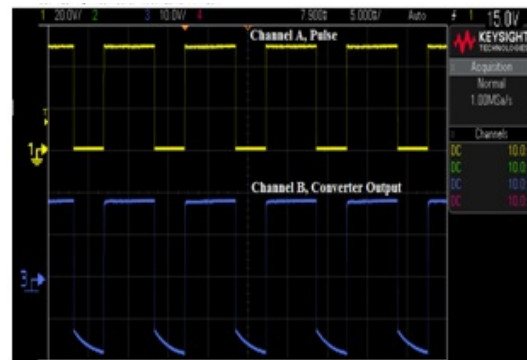 1 20.0V/ 2 3 10.0V/ 4 7.900s 5.000s/ Auto 1 15.0V
Channel A, Pulse
KEYSIGHT
TECHNOLOGIES
Acquisition
Normal
1.00MSa/s
T
1
Channels
DC 10.0:
DC 10.0:
DC 10.0:
DC 10.0:
Channel B, Converter Output
3